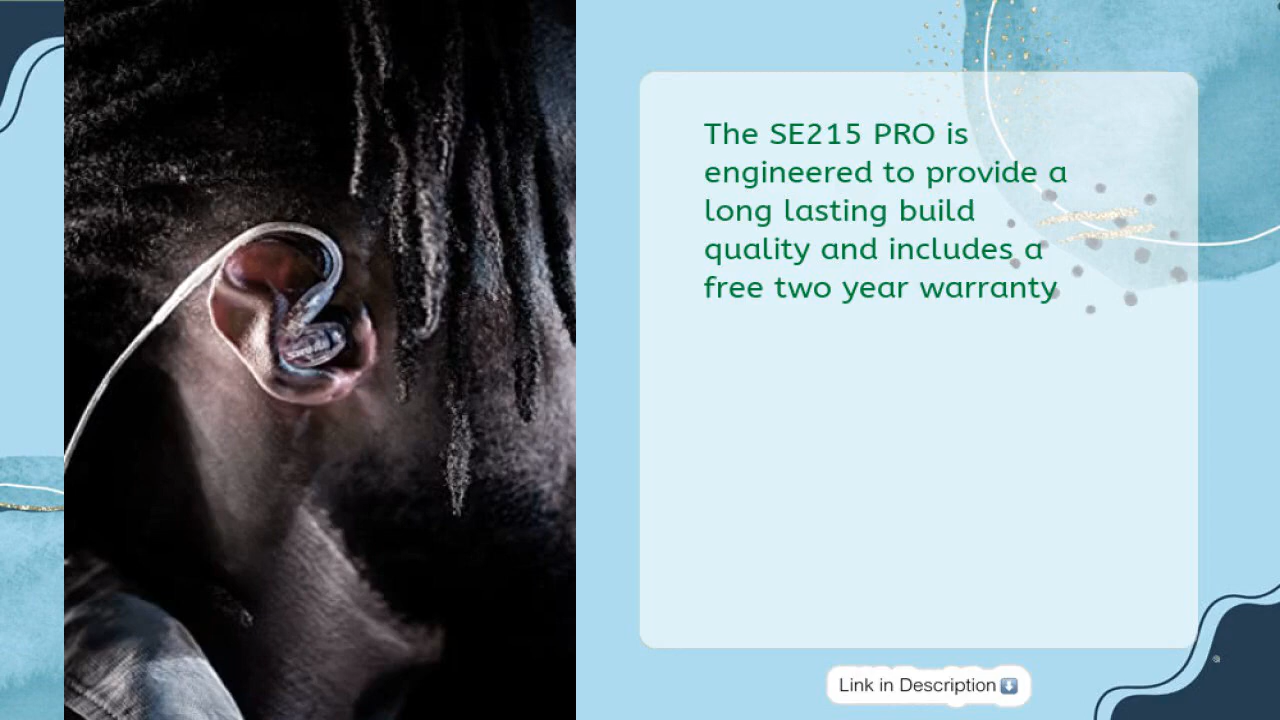 The SE215 PRO is
engineered to provide a
long lasting build
quality and includes a
free two year warranty
Link in Description⬇️